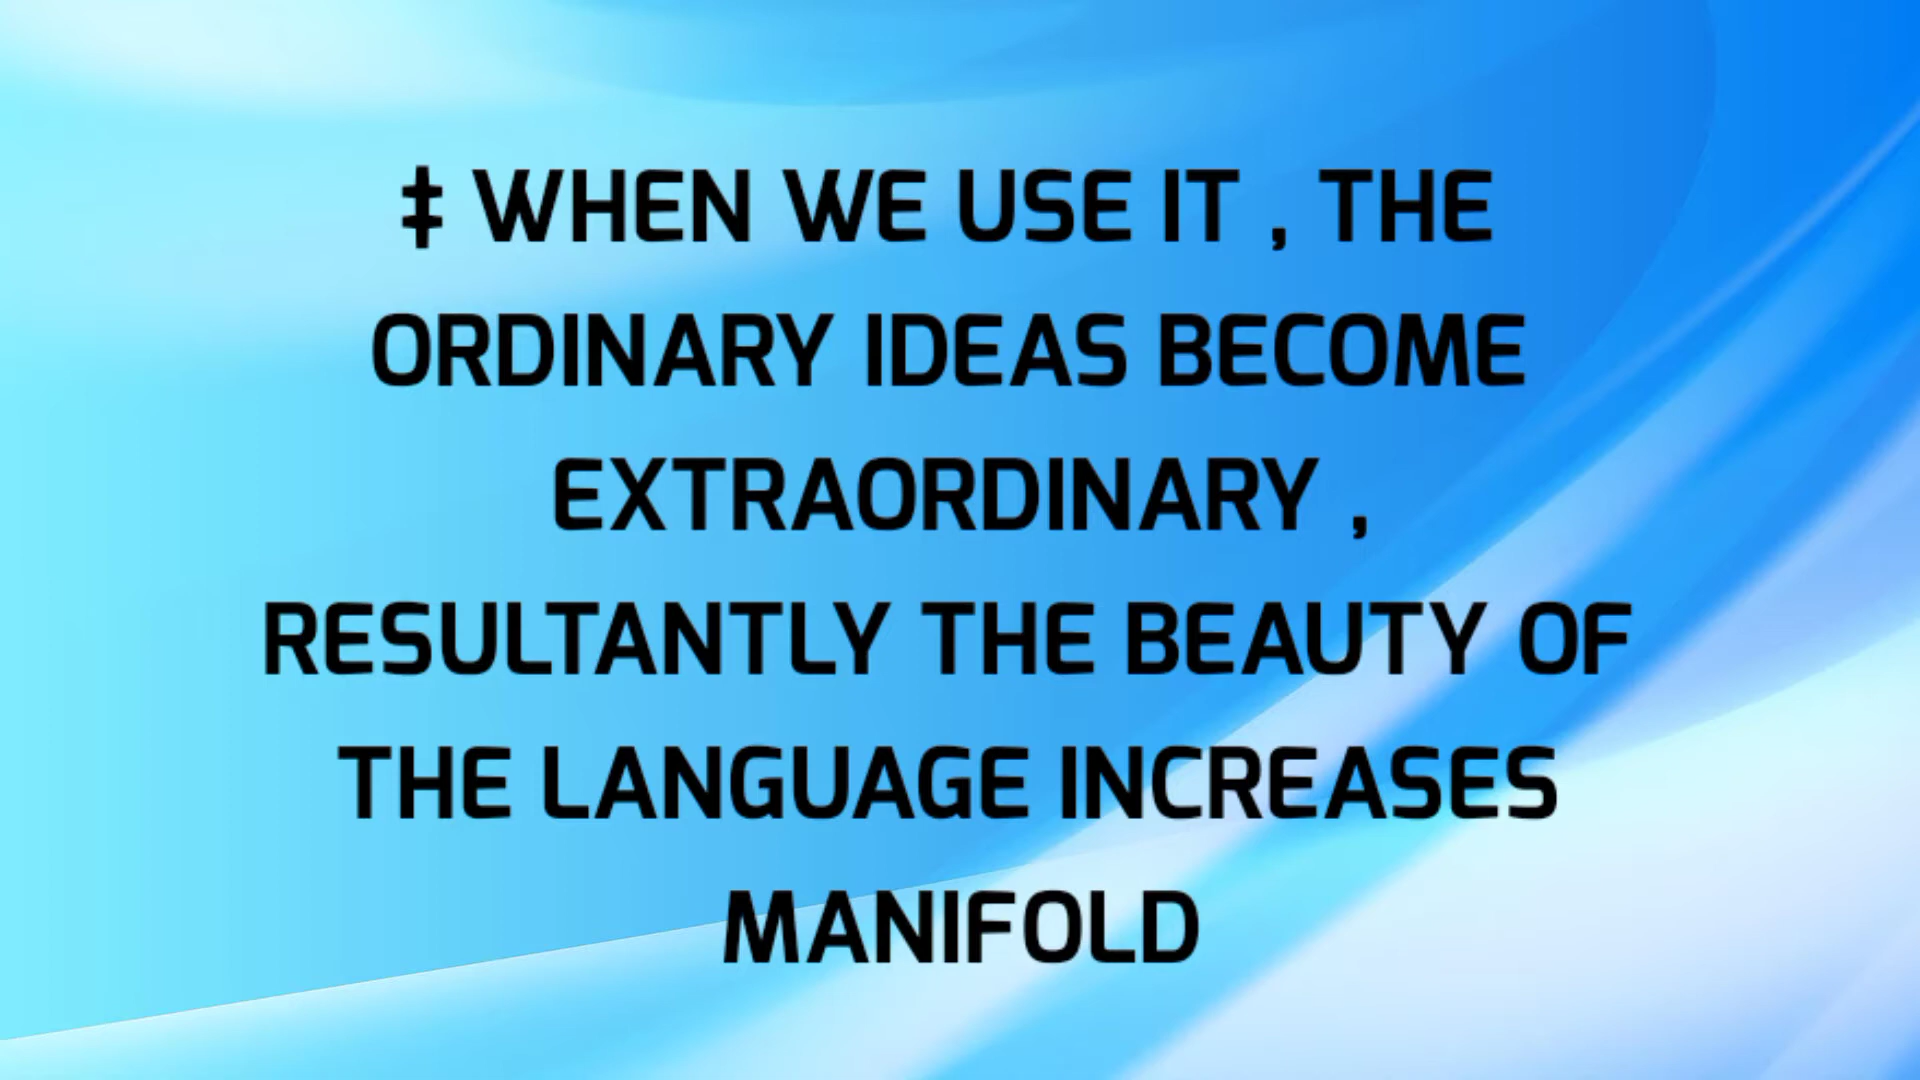 ‡ WHEN WE USE IT , THE
ORDINARY IDEAS BECOME
EXTRAORDINARY ,
RESULTANTLY THE BEAUTY OF
THE LANGUAGE INCREASES
MANIFOLD